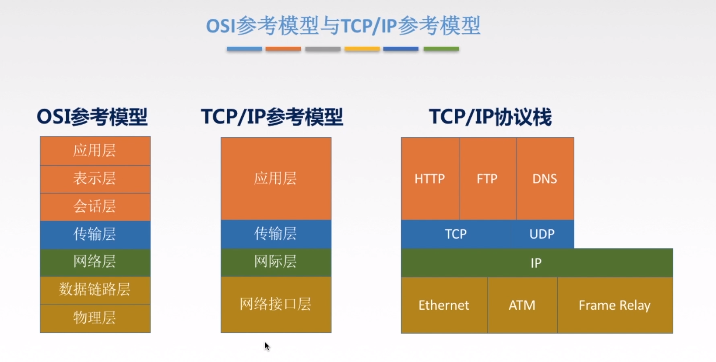 OSI参考模型与TCP/IP参考模型
OSI参考模型
应用层
表示层
会话层
传输层
网络层
数据链路层
物理层
TCP/IP参考模型
应用层
传输层
网际层
网络接口层
TCP/IP协议栈
HTTP FTP DNS
TCP UDP
IP
Ethernet ATM Frame Relay